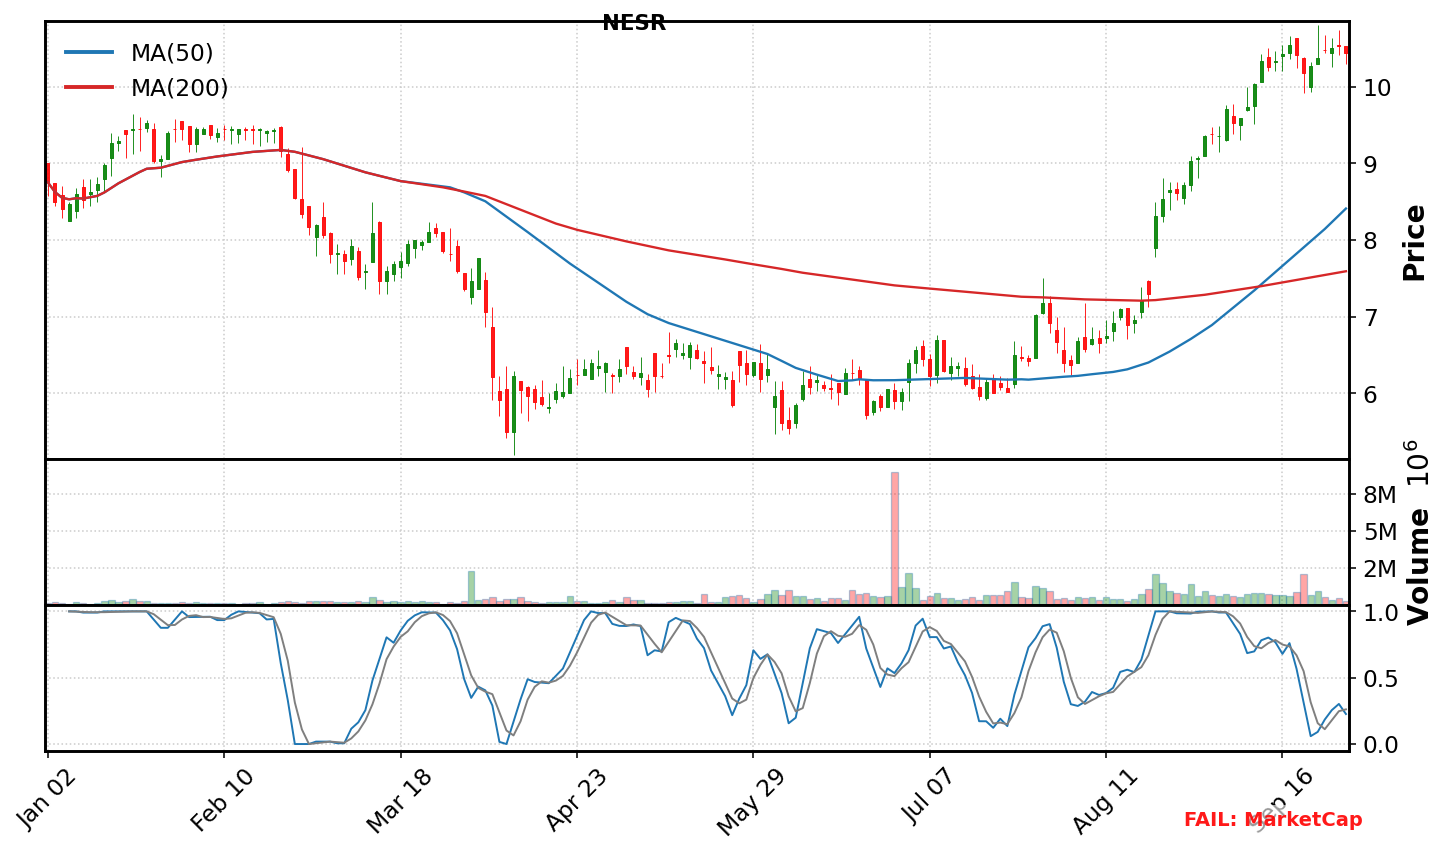 NESR
MA(50)
MA(200)
10
9
8
7
6
Price
8M
5M
2M
Volume 10^6
1.0
0.5
0.0
Jan 02
Feb 10
Mar 18
Apr 23
May 29
Jul 07
Aug 11
Sep 16
FAIL: MarketCap